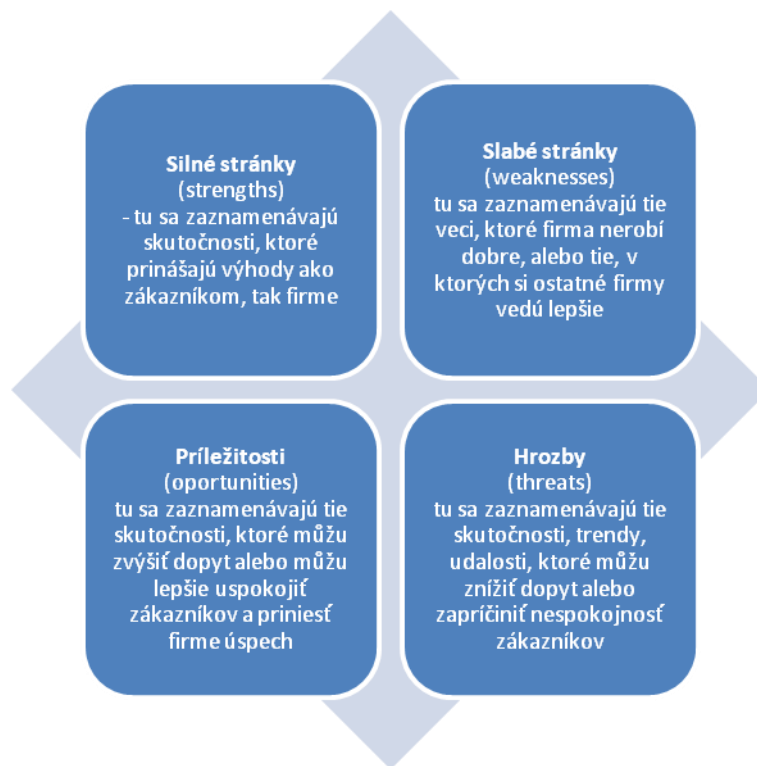 Silné stránky
(strengths)
- tu sa zaznamenávajú
skutočnosti, ktoré
prinášajú výhody ako
zákazníkom, tak firme
Slabé stránky
(weaknesses)
tu sa zaznamenávajú tie
veci, ktoré firma nerobí
dobre, alebo tie, v
ktorých si ostatné firmy
vedú lepšie
Príležitosti
(oportunities)
tu sa zaznamenávajú tie
skutočnosti, ktoré můžu
zvýšiť dopyt alebo můžu
lepšie uspokojiť
zákazníkov a priniesť
firme úspech
Hrozby
(threats)
tu sa zaznamenávajú tie
skutočnosti, trendy,
udalosti, ktoré můžu
znížiť dopyt alebo
zapríčiniť nespokojnosť
zákazníkov